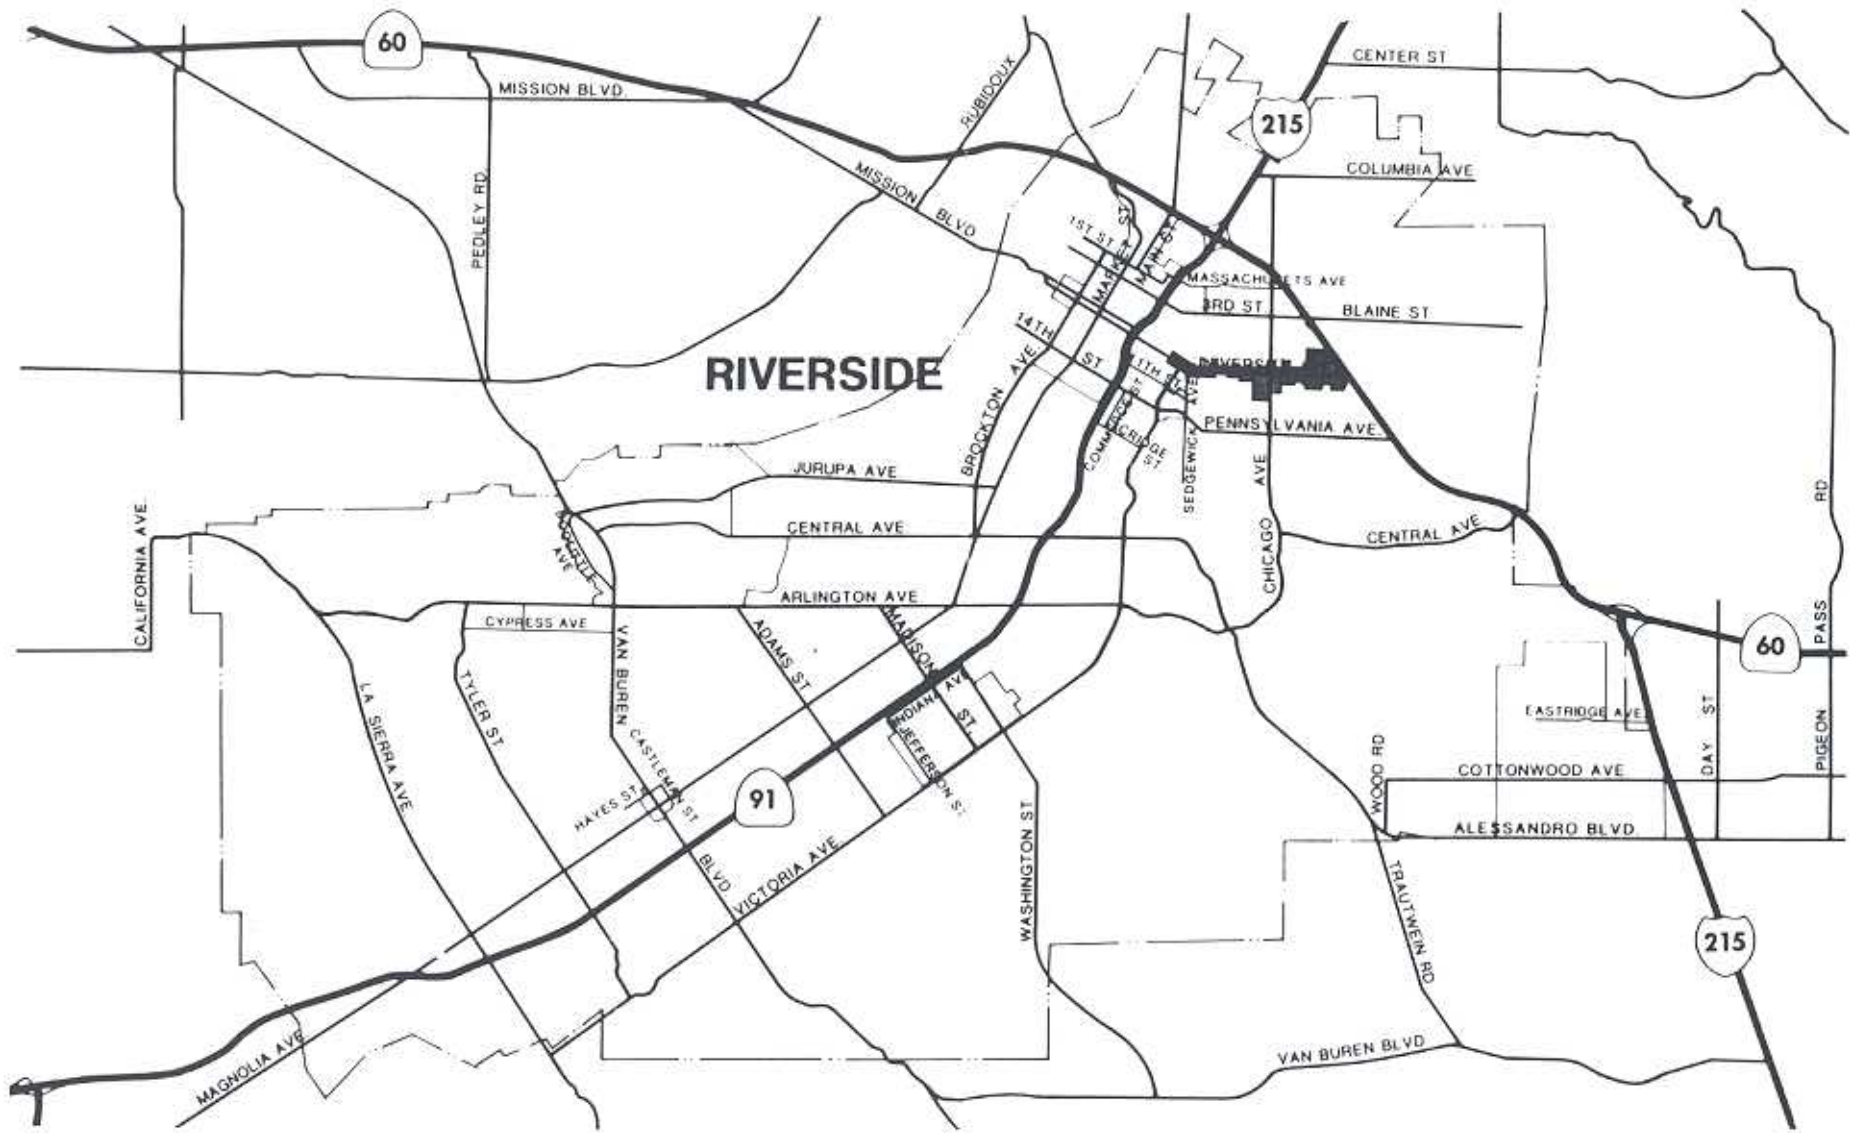 60
MISSION BLVD.
RUBIDOUX
CENTER ST
215
COLUMBIA AVE
PEDLEY RD.
MISSION
BLVD
1ST ST.
MARKET
ST
MAIN ST.
MASSACHUSETS AVE
3RD ST.
BLAINE ST
14TH
ST
RIVERSIDE
AVE.
BROCKTON
11TH ST.
SEDGEWICK AVE
PENNSYLVANIA AVE.
ST.
JURUPA AVE
CENTRAL AVE
CHICAGO
AVE
CENTRAL AVE
CALIFORNIA AVE.
AVE
ARLINGTON AVE
CYPRESS AVE
VAN BUREN
BLVD
ADAMS ST
MADISON
ST.
INDIANA AVE
JEFFERSON ST.
TYLER ST
LA SIERRA AVE
CASTLEMAN ST
HAYES ST.
91
VICTORIA AVE.
WASHINGTON ST
60
PIGEON
PASS
RD
EASTRIDGE AVE.
DAY ST
WOOD RD
COTTONWOOD AVE
ALESSANDRO BLVD
TRAUTWEIN RD
215
VAN BUREN BLVD
MAGNOLIA AVE